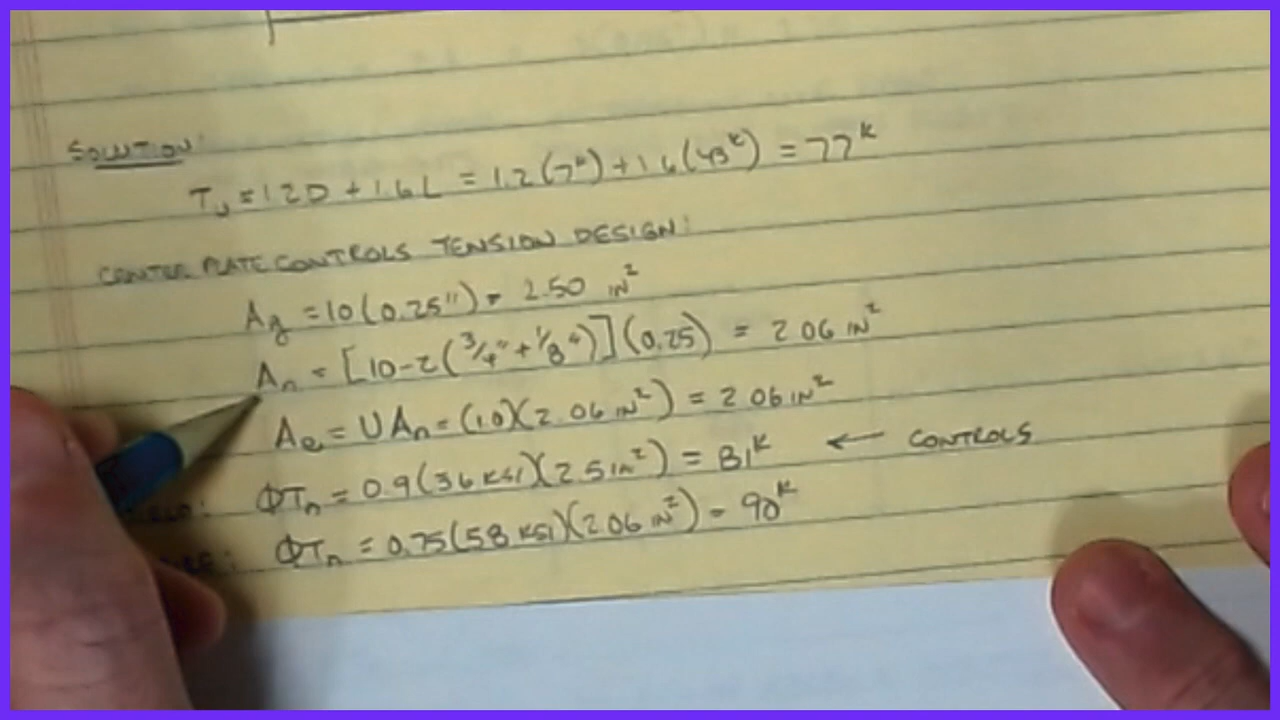 SOLUTION:
Tu = 1.2D + 1.6L = 1.2(7ᵏ) + 1.6(43ᵏ) = 77ᵏ
CENTER PLATE CONTROLS TENSION DESIGN:
Ag = 10(0.25") = 2.50 IN²
An = [10-2(3/4" + 1/8")](0.25) = 2.06 IN²
Ae = UAn = (1.0)(2.06 IN²) = 2.06 IN²
ΦTn = 0.9(36 KSI)(2.5 IN²) = 81ᵏ ← CONTROLS
ΦTn = 0.75(58 KSI)(2.06 IN²) = 90ᵏ